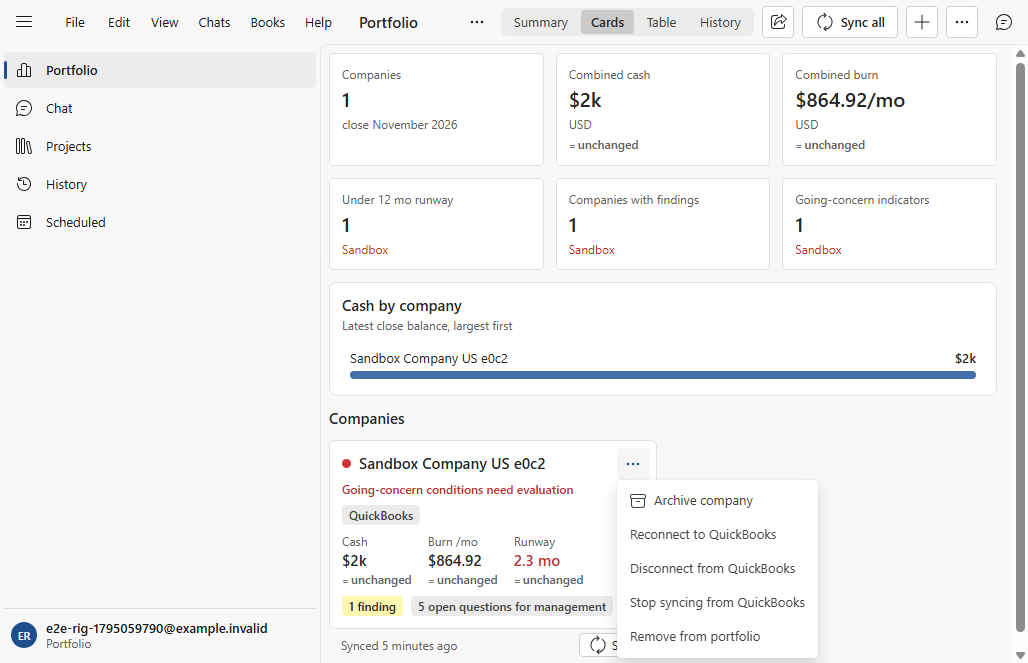 File Edit View Chats Books Help Portfolio Summary Cards Table History Sync all
Portfolio
Chat
Projects
History
Scheduled
Companies
1
close November 2026
Combined cash
$2k
USD
= unchanged
Combined burn
$864.92/mo
USD
= unchanged
Under 12 mo runway
1
Sandbox
Companies with findings
1
Sandbox
Going-concern indicators
1
Sandbox
Cash by company
Latest close balance, largest first
Sandbox Company US e0c2 $2k
Companies
Sandbox Company US e0c2
Going-concern conditions need evaluation
QuickBooks
Cash Burn /mo Runway
$2k $864.92 2.3 mo
= unchanged = unchanged = unchanged
1 finding 5 open questions for management
Synced 5 minutes ago
Archive company
Reconnect to QuickBooks
Disconnect from QuickBooks
Stop syncing from QuickBooks
Remove from portfolio
ER
e2e-rig-1795059790@example.invalid
Portfolio